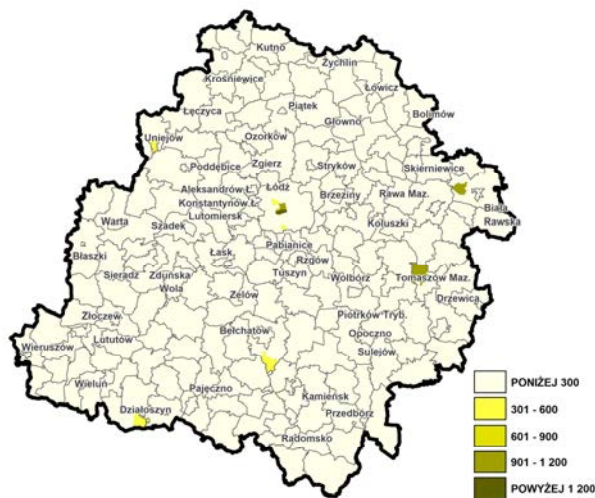 Kutno
Żychlin
Krośniewice
Łowicz
Łęczyca
Piątek
Głowno
Bolimów
Uniejów
Ozorków
Poddębice
Zgierz
Stryków
Skierniewice
Aleksandrów Ł.
Łódź
Brzeziny
Rawa Maz.
Biała
Rawska
Konstantynów Ł.
Lutomiersk
Warta
Szadek
Koluszki
Pabianice
Błaszki
Łask
Rzgów
Sieradz
Zduńska
Wola
Tuszyn
Wolbórz
Tomaszów Maz.
Zelów
Drzewica
Złoczew
Piotrków Tryb.
Bełchatów
Opoczno
Wieruszów
Lututów
Sulejów
Wieluń
Pajęczno
Kamieńsk
Działoszyn
Przedbórz
Radomsko
PONIŻEJ 300
301 - 600
601 - 900
901 - 1 200
POWYŻEJ 1 200